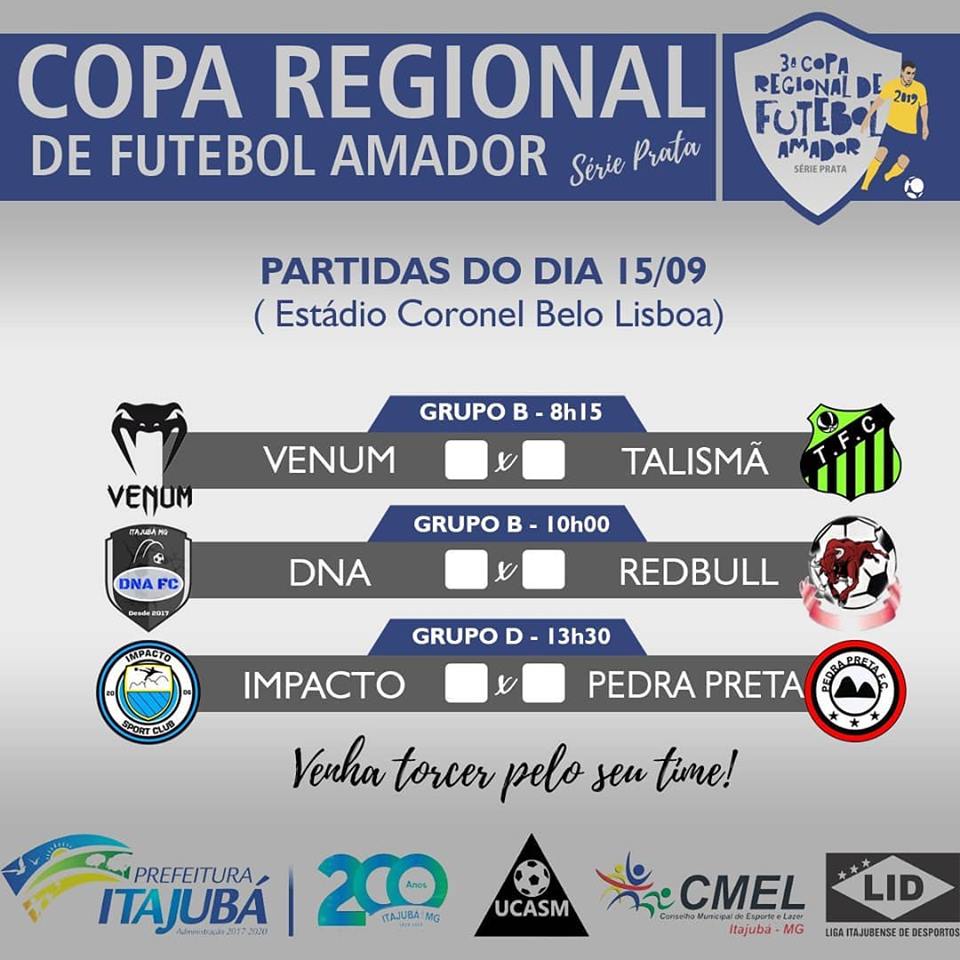 COPA REGIONAL
DE FUTEBOL AMADOR Série Prata
3ª COPA
REGIONAL DE
FUTEBOL
AMADOR
SÉRIE PRATA
2019
PARTIDAS DO DIA 15/09
( Estádio Coronel Belo Lisboa)
GRUPO B - 8h15
VENUM x TALISMÃ
VENUM
T.F.C
GRUPO B - 10h00
DNA x REDBULL
ITAJUBÁ MG
DNA FC
Desde 2017
GRUPO D - 13h30
IMPACTO x PEDRA PRETA
IMPACTO
20 06
SPORT CLUB
PEDRA PRETA F.C.
Venha torcer pelo seu time!
PREFEITURA
ITAJUBÁ
Administração 2017-2020
200 Anos
ITAJUBÁ MG
UCASM
CMEL
Conselho Municipal de Esporte e Lazer
Itajubá - MG
LID
LIGA ITAJUBENSE DE DESPORTOS